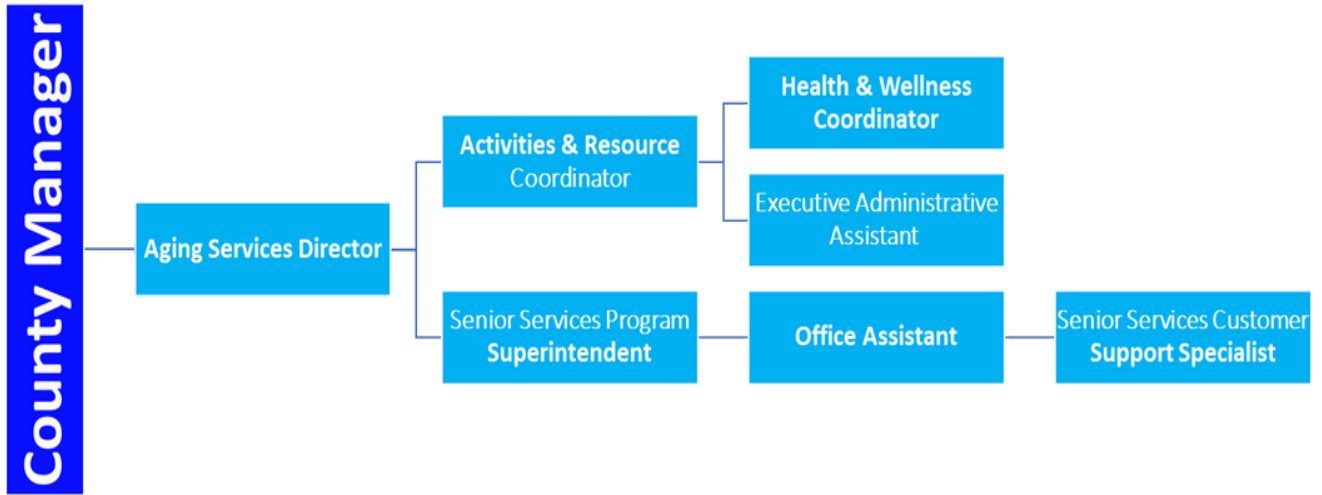 County Manager
Aging Services Director
Activities & Resource
Coordinator
Health & Wellness
Coordinator
Executive Administrative
Assistant
Senior Services Program
Superintendent
Office Assistant
Senior Services Customer
Support Specialist